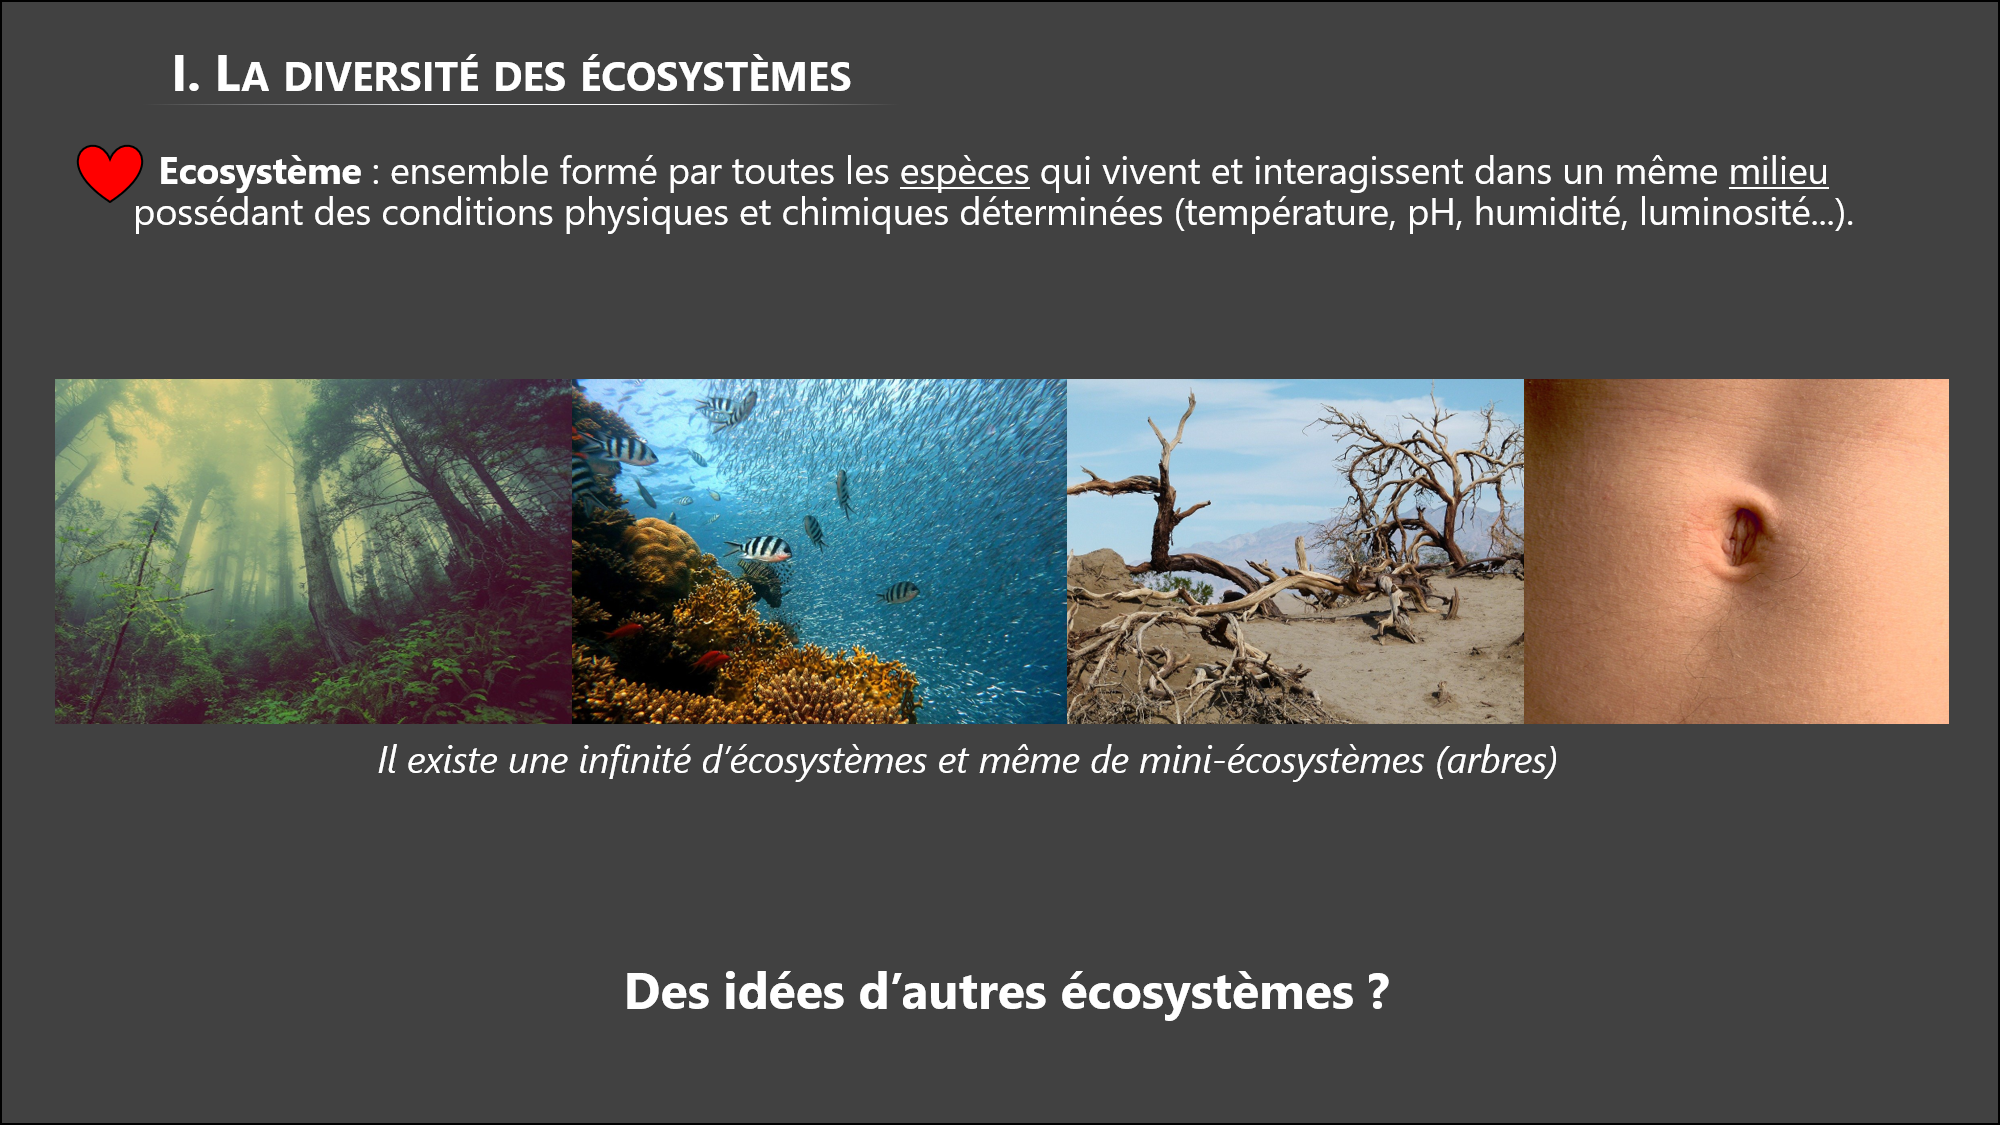 I. LA DIVERSITÉ DES ÉCOSYSTÈMES
Ecosystème : ensemble formé par toutes les espèces qui vivent et interagissent dans un même milieu
possédant des conditions physiques et chimiques déterminées (température, pH, humidité, luminosité...).
Il existe une infinité d’écosystèmes et même de mini-écosystèmes (arbres)
Des idées d’autres écosystèmes ?